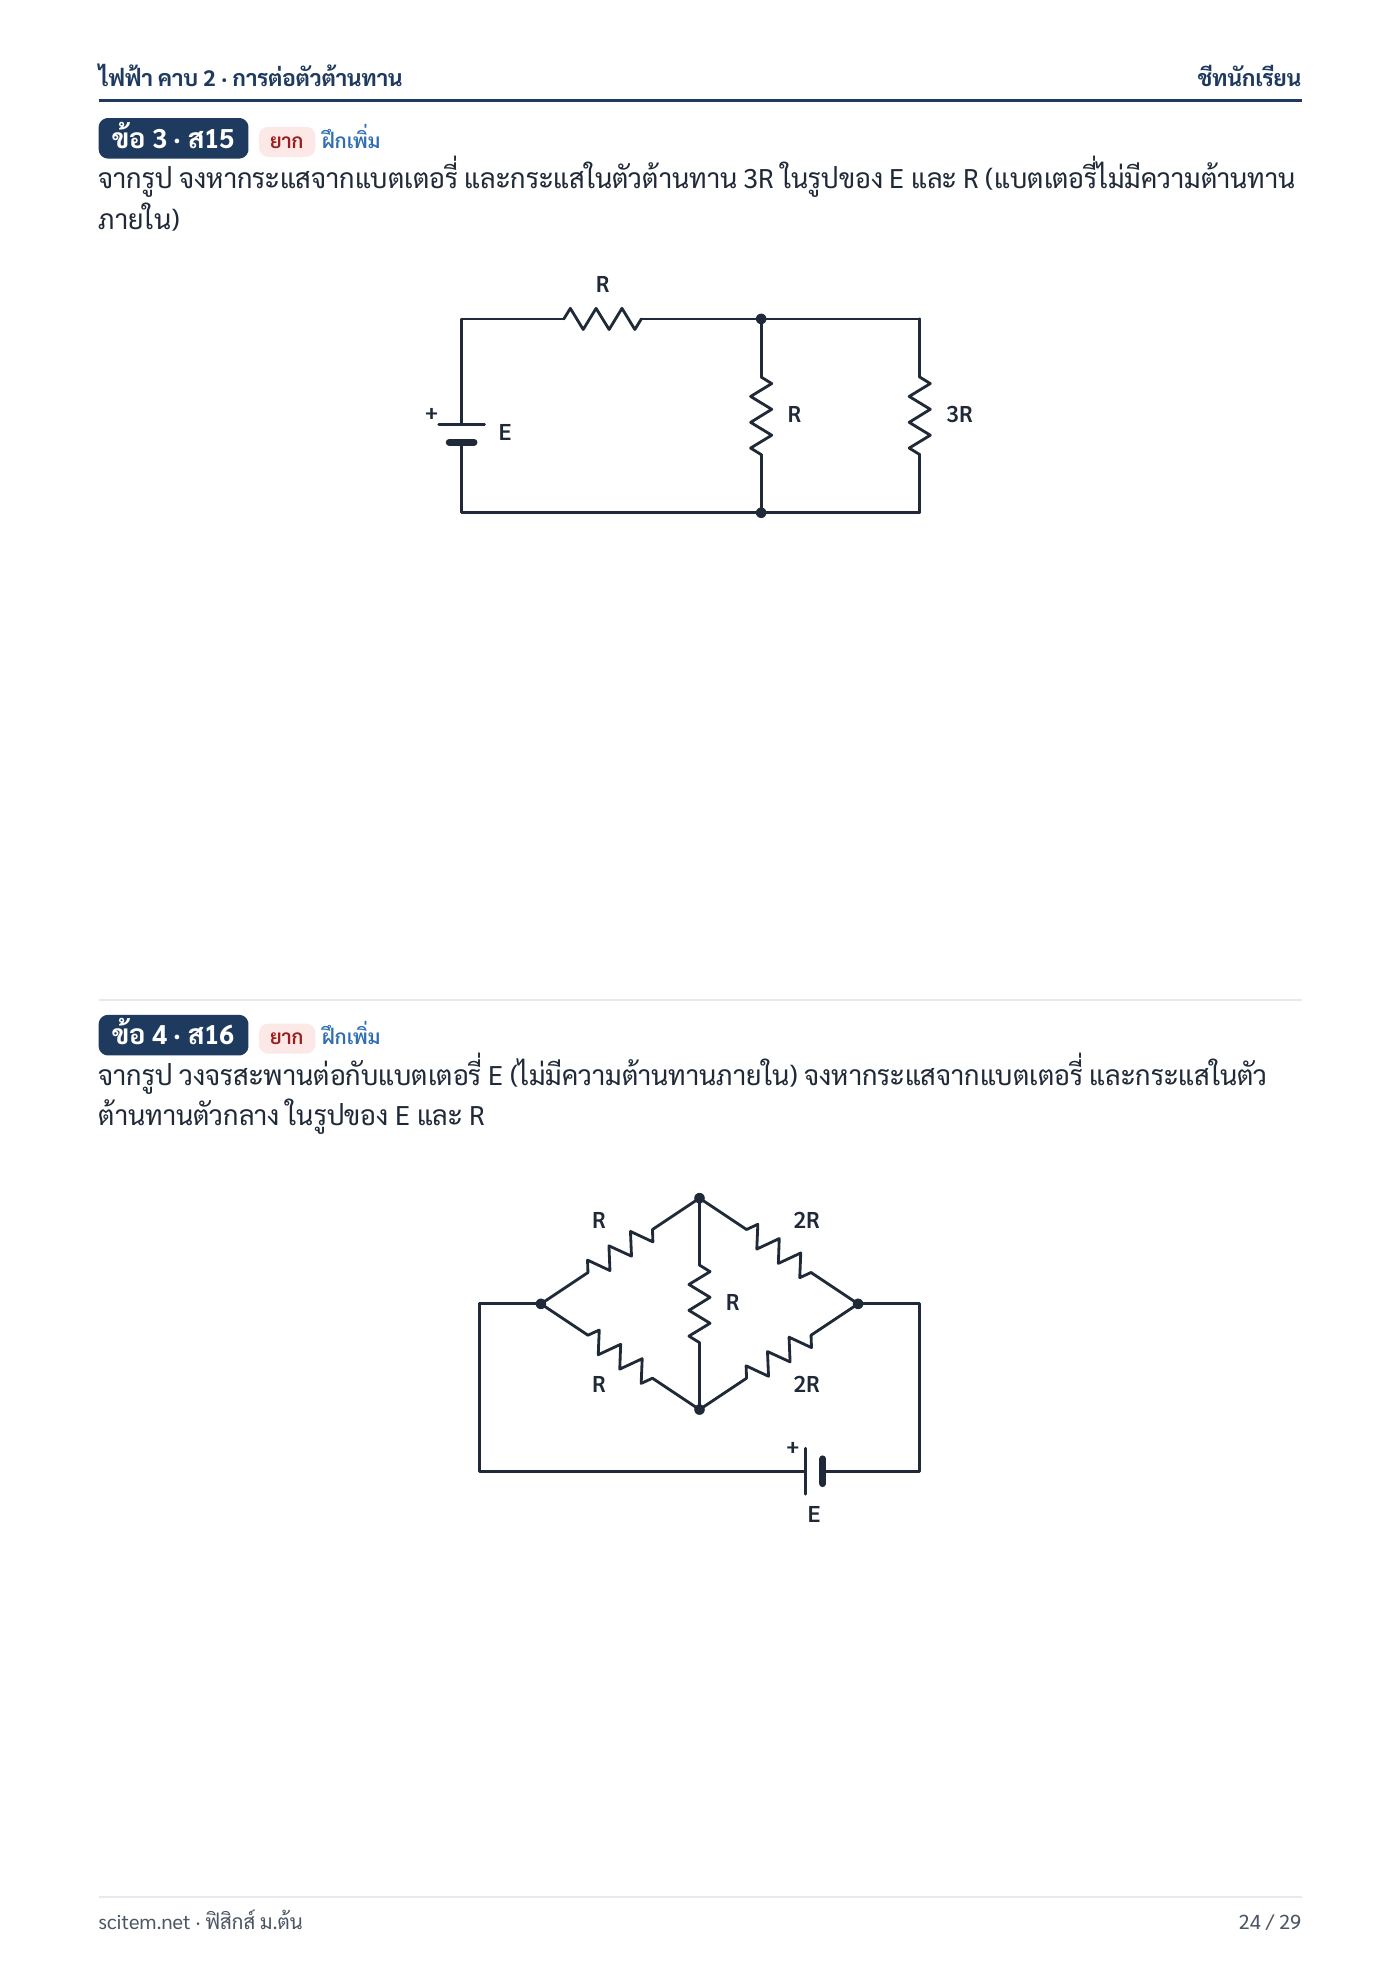 ไฟฟ้า คาบ 2 · การต่อตัวต้านทาน
ชีทนักเรียน
ข้อ 3 · ส15 ยาก ฝึกเพิ่ม
จากรูป จงหากระแสจากแบตเตอรี่ และกระแสในตัวต้านทาน 3R ในรูปของ E และ R (แบตเตอรี่ไม่มีความต้านทาน
ภายใน)
R
+
E
R
3R
ข้อ 4 · ส16 ยาก ฝึกเพิ่ม
จากรูป วงจรสะพานต่อกับแบตเตอรี่ E (ไม่มีความต้านทานภายใน) จงหากระแสจากแบตเตอรี่ และกระแสในตัว
ต้านทานตัวกลาง ในรูปของ E และ R
R
2R
R
R
2R
+
E
scitem.net · ฟิสิกส์ ม.ต้น
24 / 29